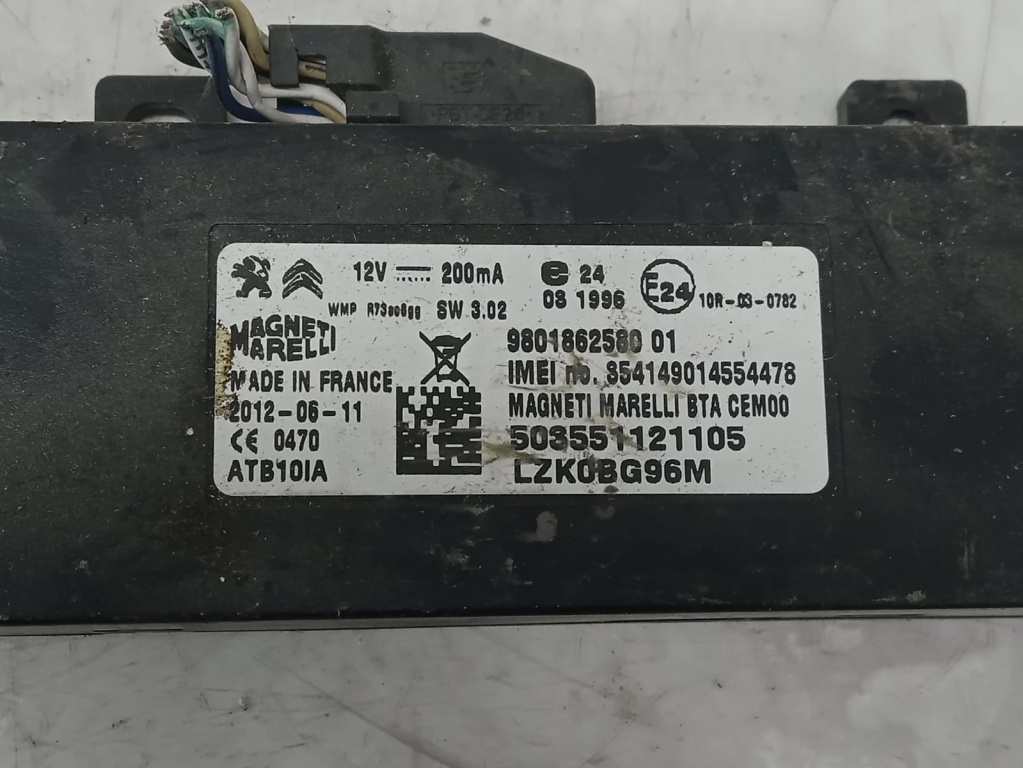 12V 200mA
e 24
08 1996
E24
10R-03-0782
WMP
SW 3.02
MAGNETI
MARELLI
9801862580 01
MADE IN FRANCE
IMEI no. 354149014554478
2012-06-11
MAGNETI MARELLI BTA CEM00
CE 0470
503551121105
ATB10IA
LZK0BG96M